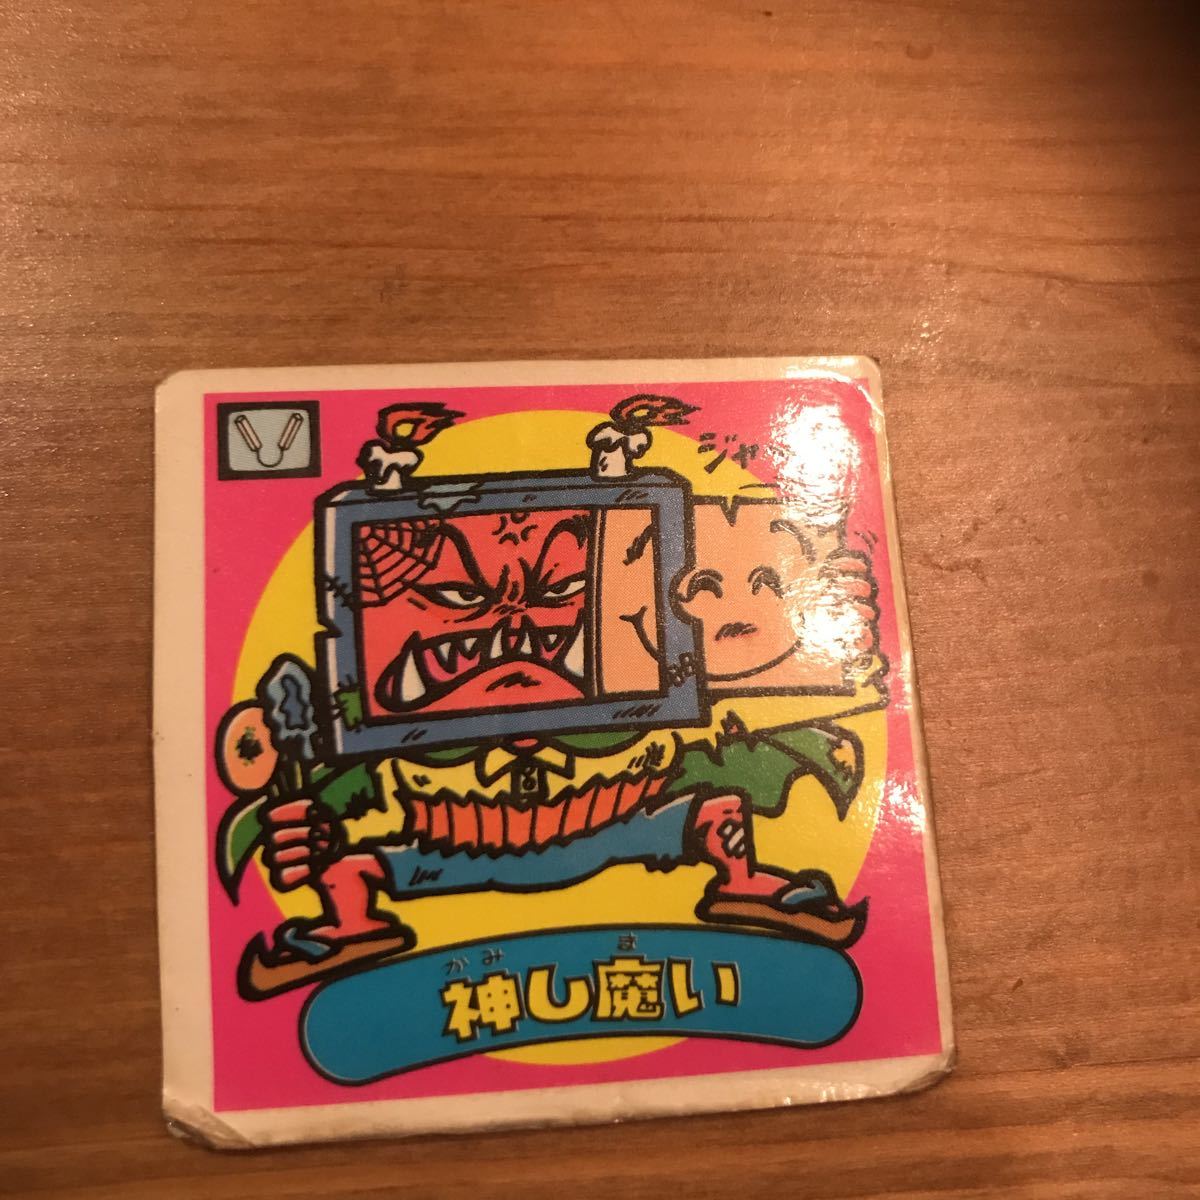 ジャ
かみ ま
神し魔い